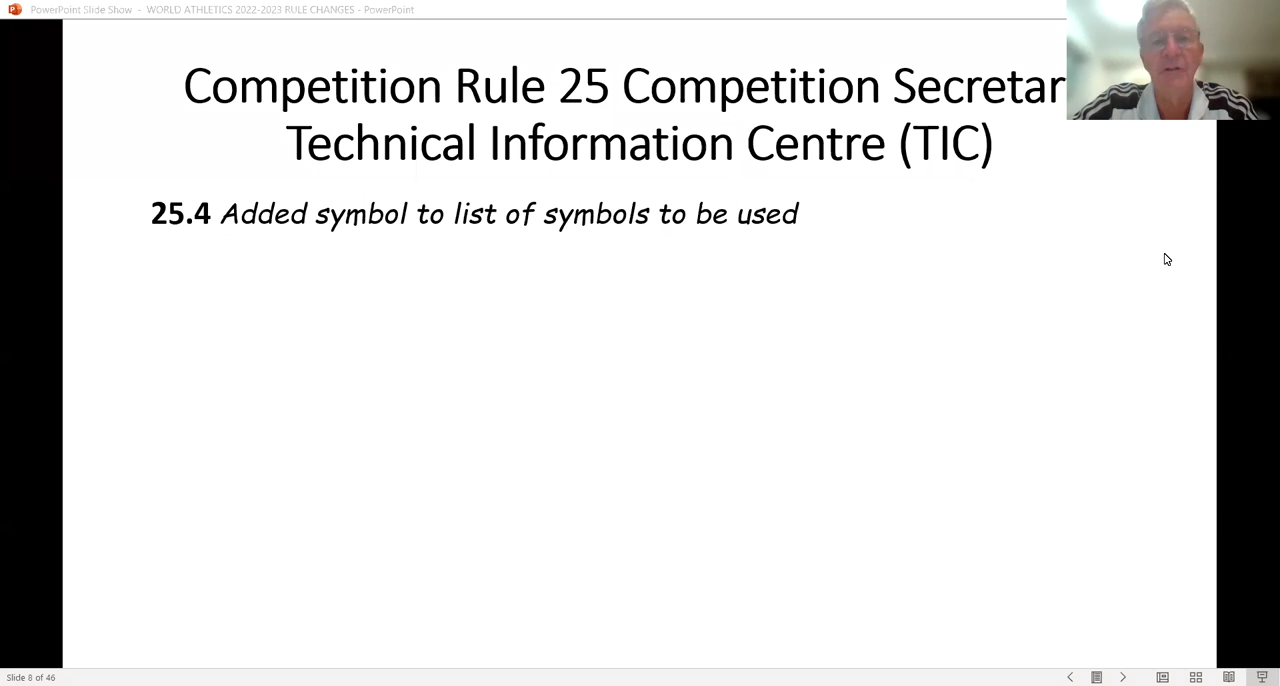 PowerPoint Slide Show - WORLD ATHLETICS 2022-2023 RULE CHANGES - PowerPoint
Competition Rule 25 Competition Secretar
Technical Information Centre (TIC)
25.4 Added symbol to list of symbols to be used
Slide 8 of 46